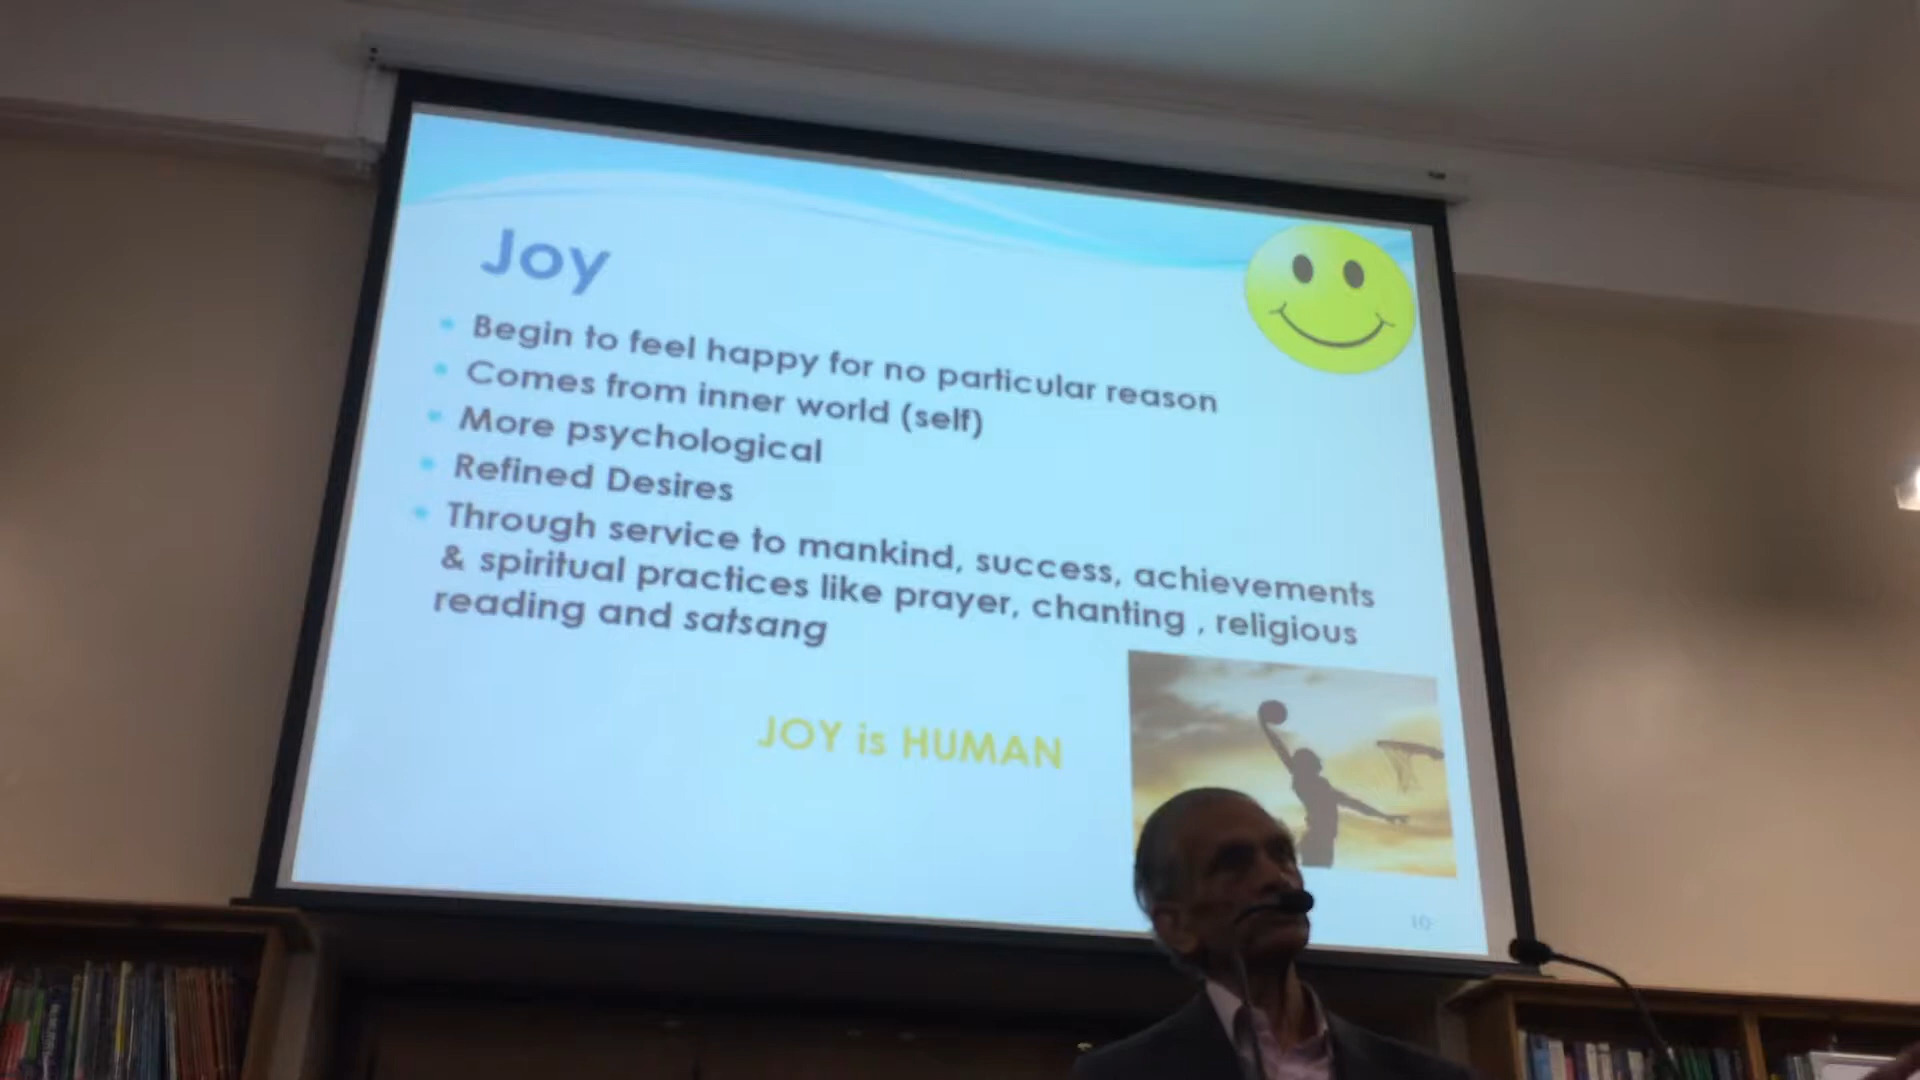 Joy
Begin to feel happy for no particular reason
Comes from inner world (self)
More psychological
Refined Desires
Through service to mankind, success, achievements
& spiritual practices like prayer, chanting , religious
reading and satsang
JOY is HUMAN
10